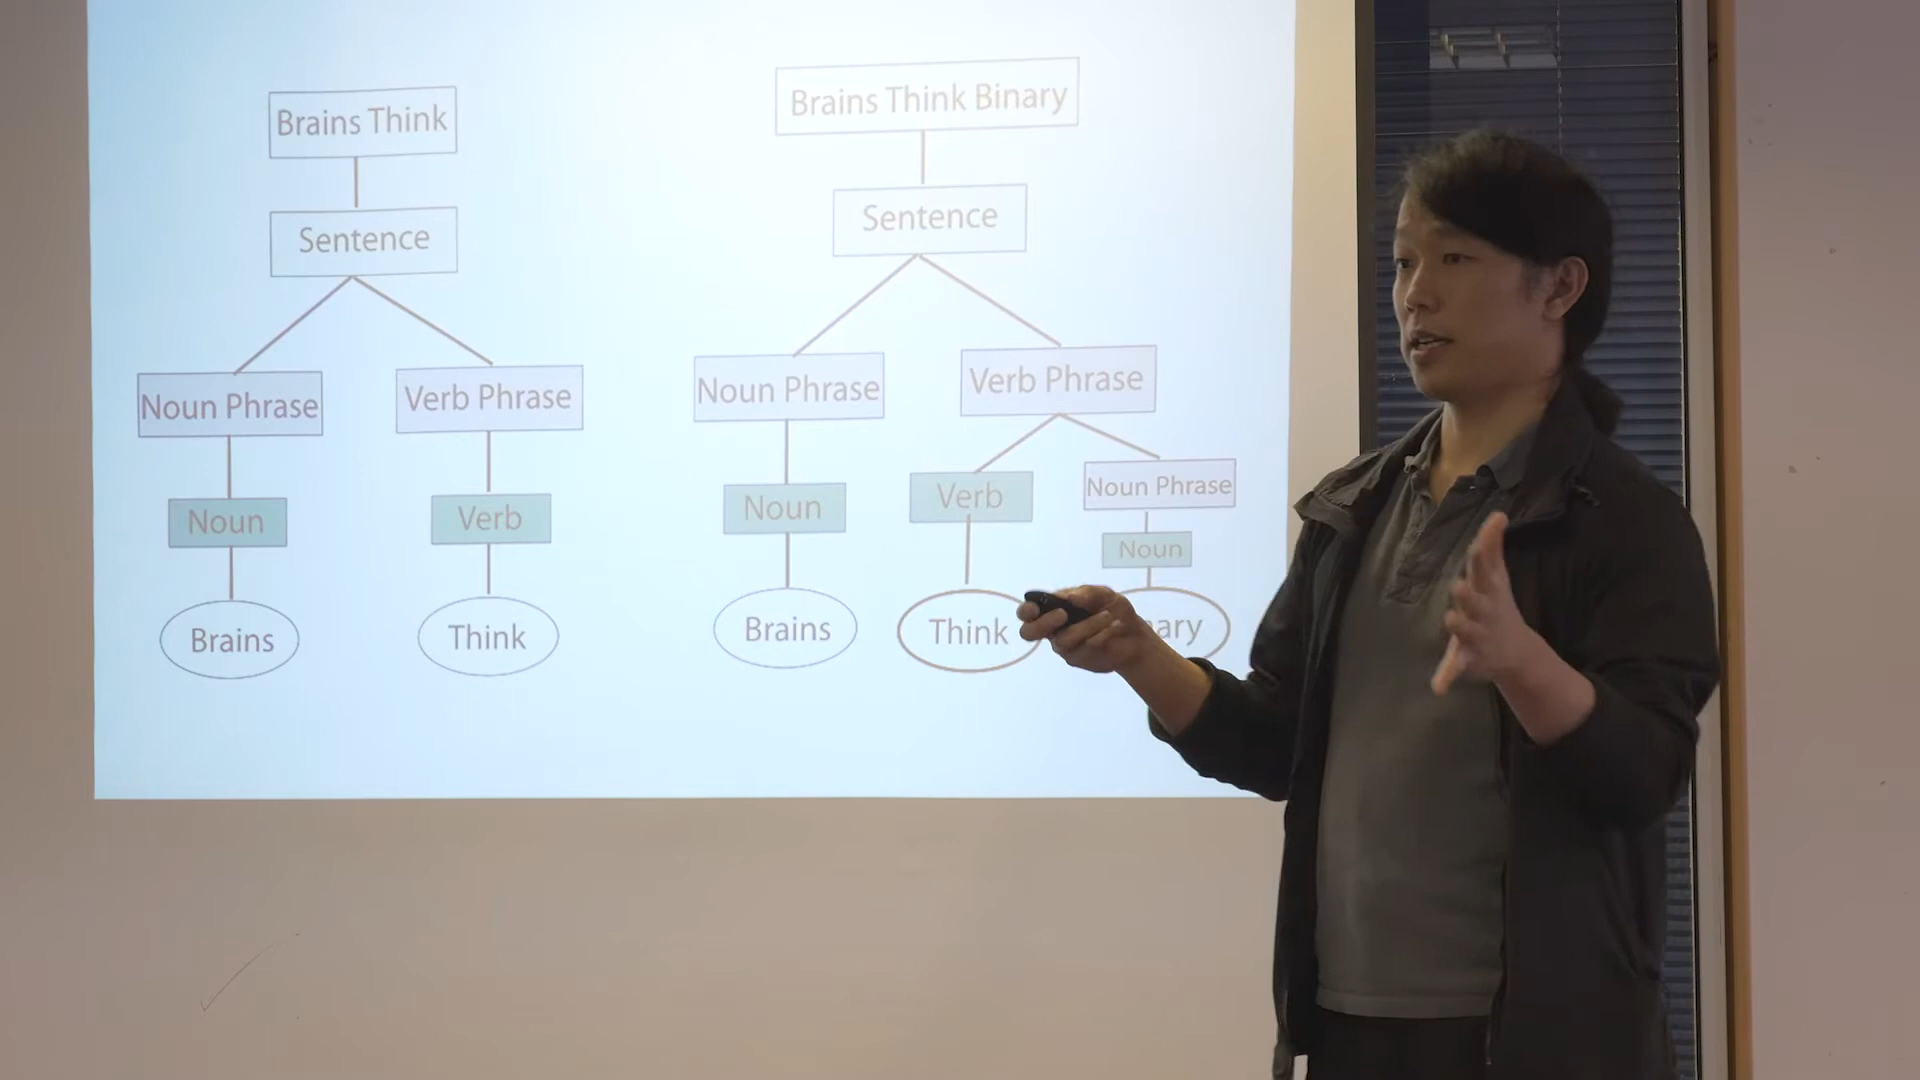 Brains Think
Sentence
Noun Phrase
Verb Phrase
Noun
Verb
Brains
Think
Brains Think Binary
Sentence
Noun Phrase
Verb Phrase
Noun
Verb
Noun Phrase
Noun
Brains
Think